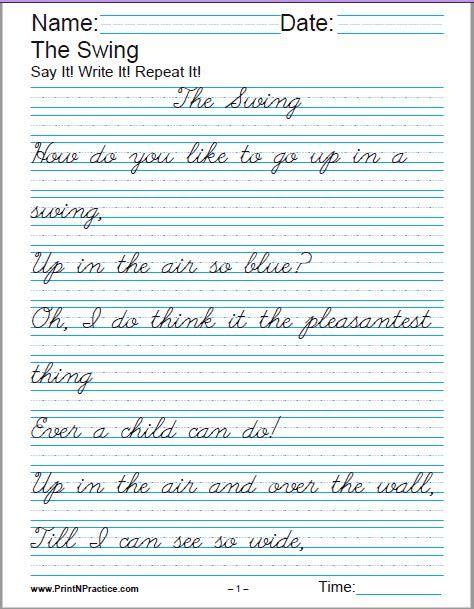 Name: Date:
The Swing
Say It! Write It! Repeat It!
The Swing
How do you like to go up in a
swing,
Up in the air so blue?
Oh, I do think it the pleasantest
thing
Ever a child can do!
Up in the air and over the wall,
Till I can see so wide,
www.PrintNPractice.com – 1 – Time: